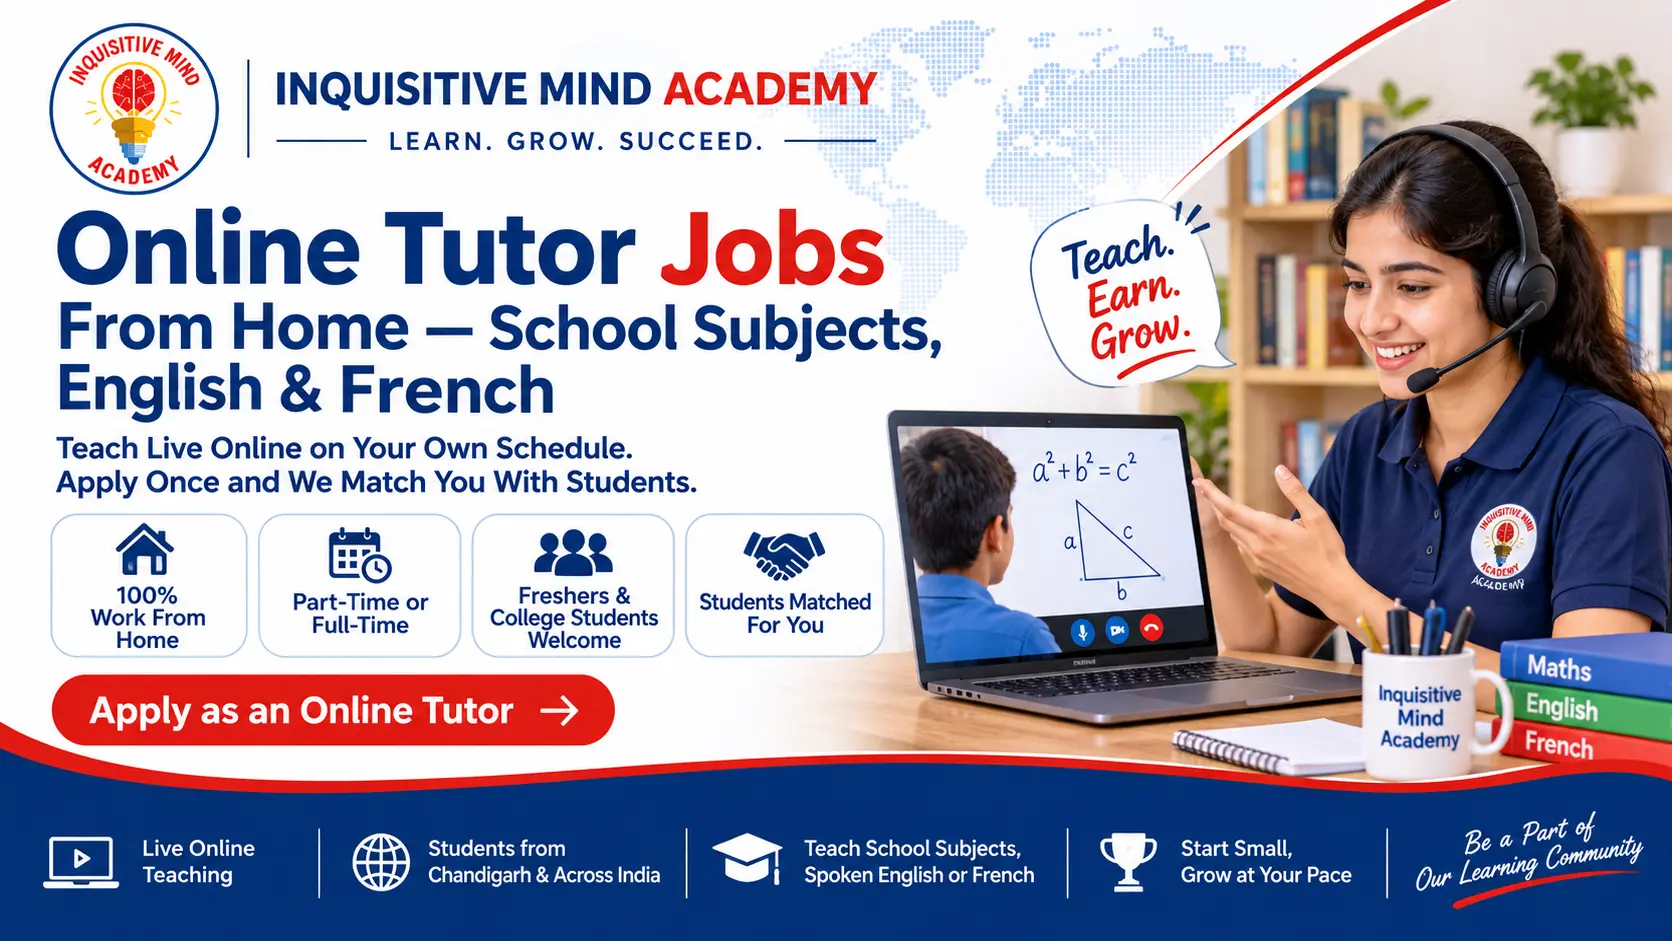 INQUISITIVE MIND
ACADEMY
INQUISITIVE MIND ACADEMY
LEARN. GROW. SUCCEED.
Online Tutor Jobs
From Home — School Subjects,
English & French
Teach Live Online on Your Own Schedule.
Apply Once and We Match You With Students.
100%
Work From
Home
Part-Time or
Full-Time
Freshers &
College Students
Welcome
Students Matched
For You
Apply as an Online Tutor
Teach.
Earn.
Grow.
a² + b² = c²
a
c
b
INQUISITIVE MIND
ACADEMY
ACADEMY
Inquisitive
Mind
Academy
Maths
English
French
Live Online
Teaching
Students from
Chandigarh & Across India
Teach School Subjects,
Spoken English or French
Start Small,
Grow at Your Pace
Be a Part of
Our Learning Community